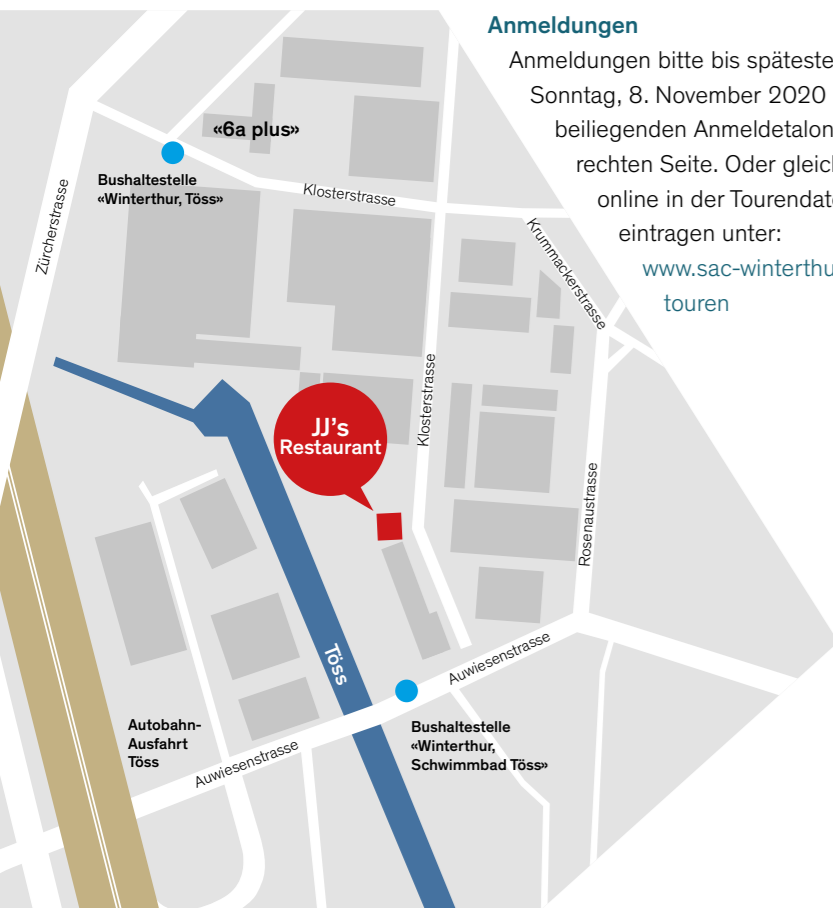 Anmeldungen
Anmeldungen bitte bis späteste
Sonntag, 8. November 2020
beiliegenden Anmeldetalon
rechten Seite. Oder gleich
online in der Tourendate
eintragen unter:
www.sac-winterthu
touren
«6a plus»
Bushaltestelle
«Winterthur, Töss»
Zürcherstrasse
Klosterstrasse
Krummackerstrasse
Klosterstrasse
JJ's
Restaurant
Rosenaustrasse
Töss
Auwiesenstrasse
Autobahn-
Ausfahrt
Töss
Auwiesenstrasse
Bushaltestelle
«Winterthur,
Schwimmbad Töss»